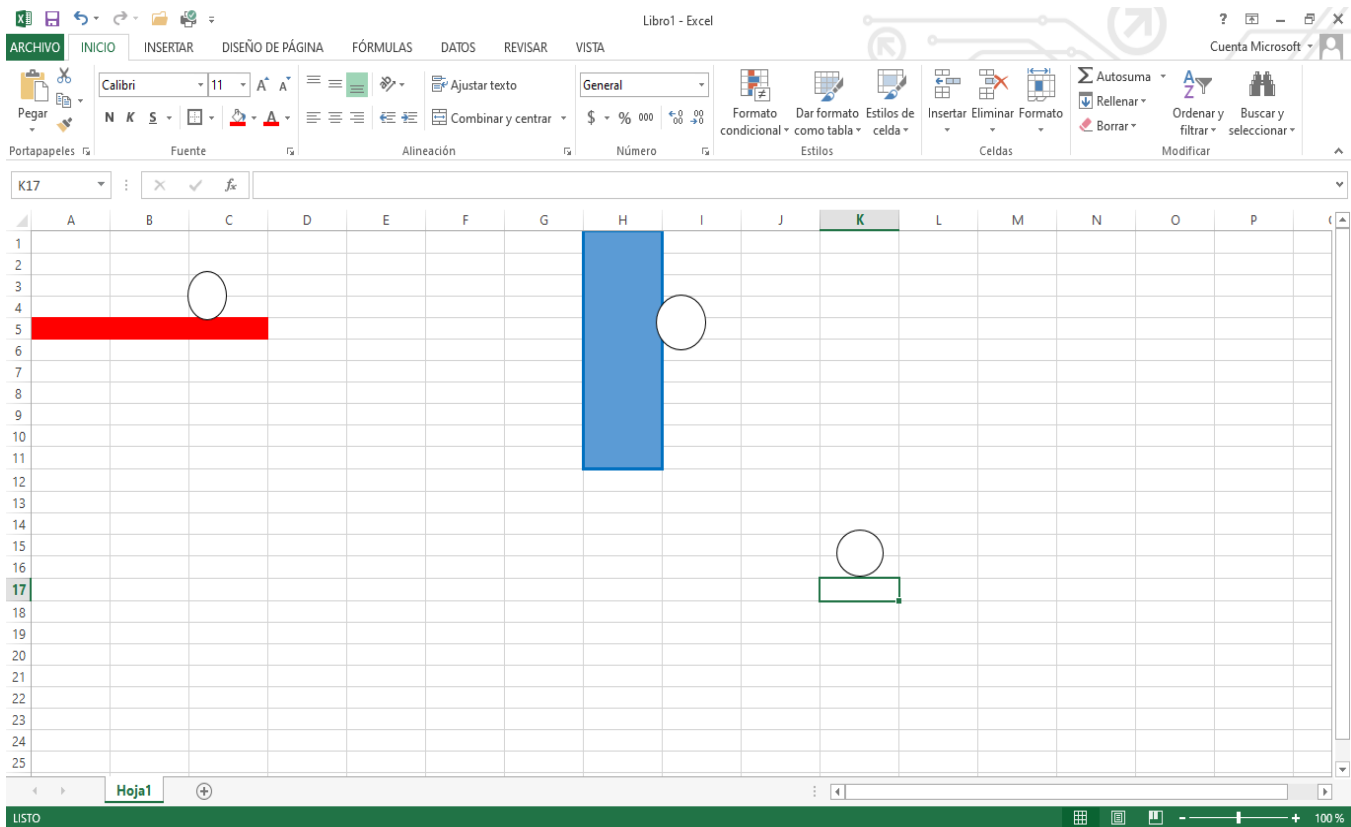 Libro1 - Excel
?
ARCHIVO INICIO INSERTAR DISEÑO DE PÁGINA FÓRMULAS DATOS REVISAR VISTA Cuenta Microsoft
Pegar
Calibri 11 A A
N K S A
Ajustar texto
Combinar y centrar
General
$ % 000
Formato condicional
Dar formato como tabla
Estilos de celda
Insertar Eliminar Formato
Autosuma
Rellenar
Borrar
Ordenar y filtrar
Buscar y seleccionar
Portapapeles Fuente Alineación Número Estilos Celdas Modificar
K17 fx
A B C D E F G H I J K L M N O P
1
2
3
4
5
6
7
8
9
10
11
12
13
14
15
16
17
18
19
20
21
22
23
24
25
Hoja1
LISTO 100 %